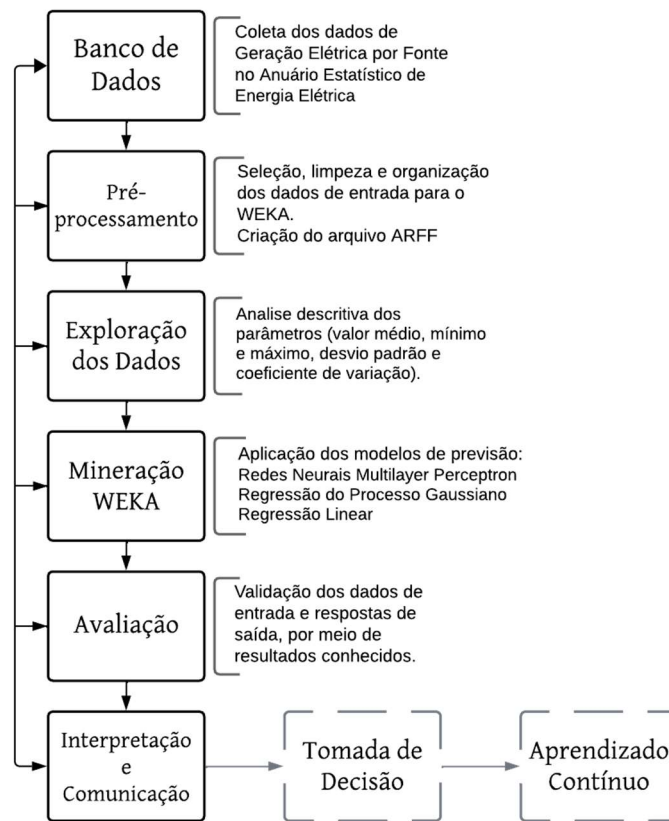 Banco de
Dados
Coleta dos dados de
Geração Elétrica por Fonte
no Anuário Estatístico de
Energia Elétrica
Pré-
processamento
Seleção, limpeza e organização
dos dados de entrada para o
WEKA.
Criação do arquivo ARFF
Exploração
dos Dados
Analise descritiva dos
parâmetros (valor médio, mínimo
e máximo, desvio padrão e
coeficiente de variação).
Mineração
WEKA
Aplicação dos modelos de previsão:
Redes Neurais Multilayer Perceptron
Regressão do Processo Gaussiano
Regressão Linear
Avaliação
Validação dos dados de
entrada e respostas de
saída, por meio de
resultados conhecidos.
Interpretação
e
Comunicação
Tomada de
Decisão
Aprendizado
Contínuo